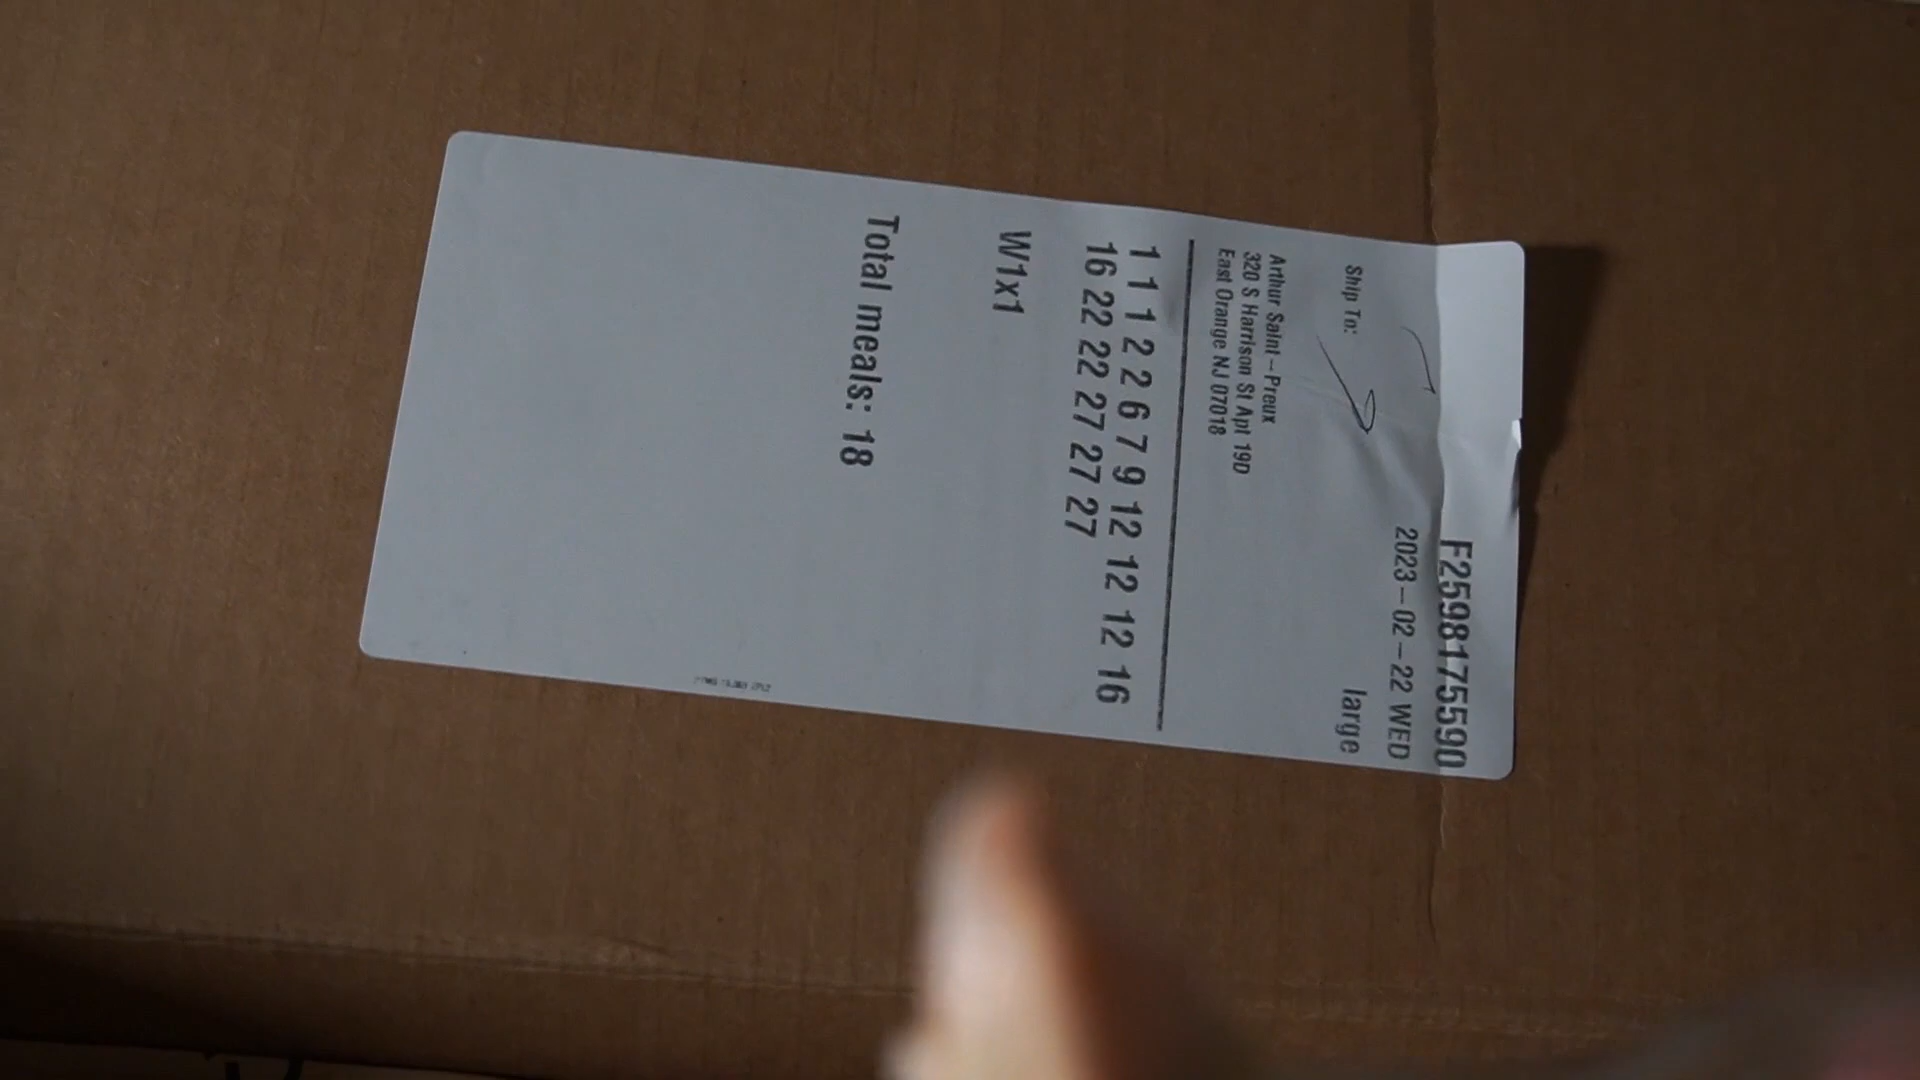 F2598175590
2023-02-22 WED
Ship To:
large
Arthur Saint-Preux
320 S Harrison St Apt 19D
East Orange NJ 07018
1 1 1 2 2 6 7 9 12 12 12 16
16 22 22 22 27 27 27
W1x1
Total meals: 18